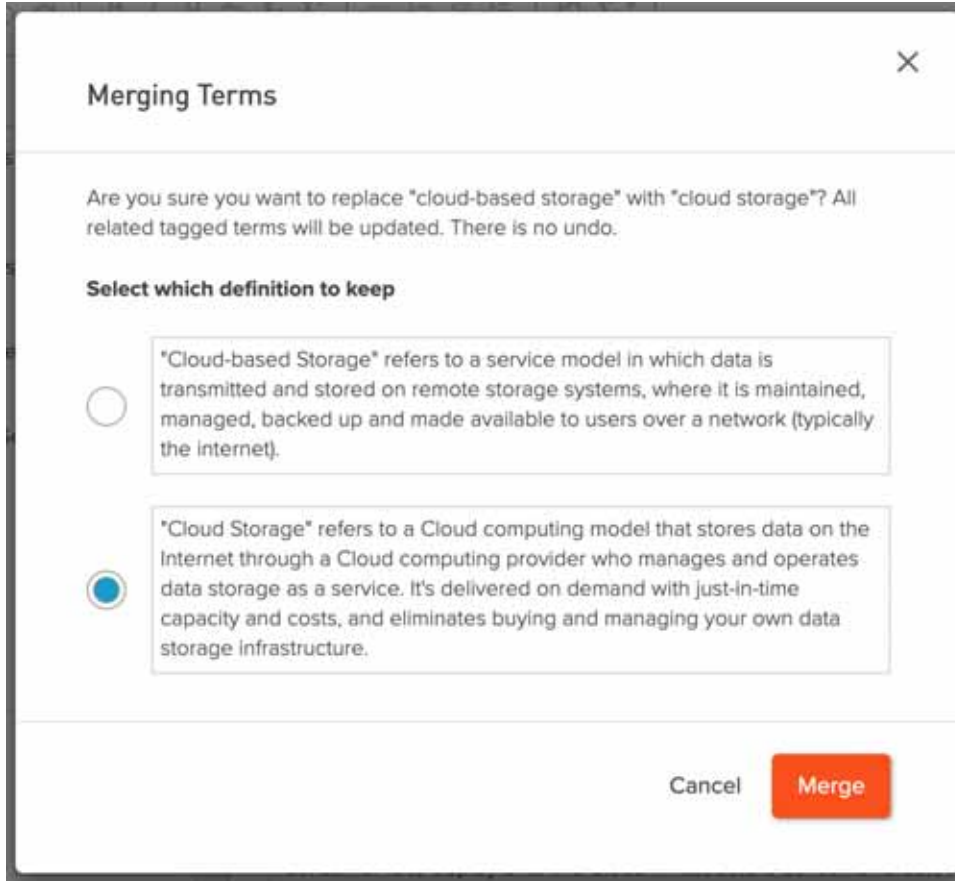 Merging Terms
Are you sure you want to replace "cloud-based storage" with "cloud storage"? All
related tagged terms will be updated. There is no undo.
Select which definition to keep
"Cloud-based Storage" refers to a service model in which data is
transmitted and stored on remote storage systems, where it is maintained,
managed, backed up and made available to users over a network (typically
the internet).
"Cloud Storage" refers to a Cloud computing model that stores data on the
Internet through a Cloud computing provider who manages and operates
data storage as a service. It's delivered on demand with just-in-time
capacity and costs, and eliminates buying and managing your own data
storage infrastructure.
Cancel
Merge